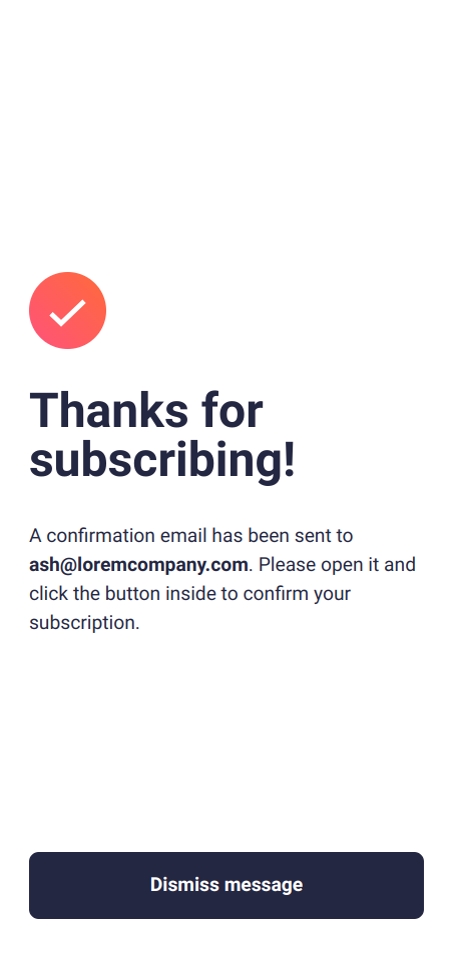 Thanks for
subscribing!
A confirmation email has been sent to
ash@loremcompany.com. Please open it and
click the button inside to confirm your
subscription.
Dismiss message